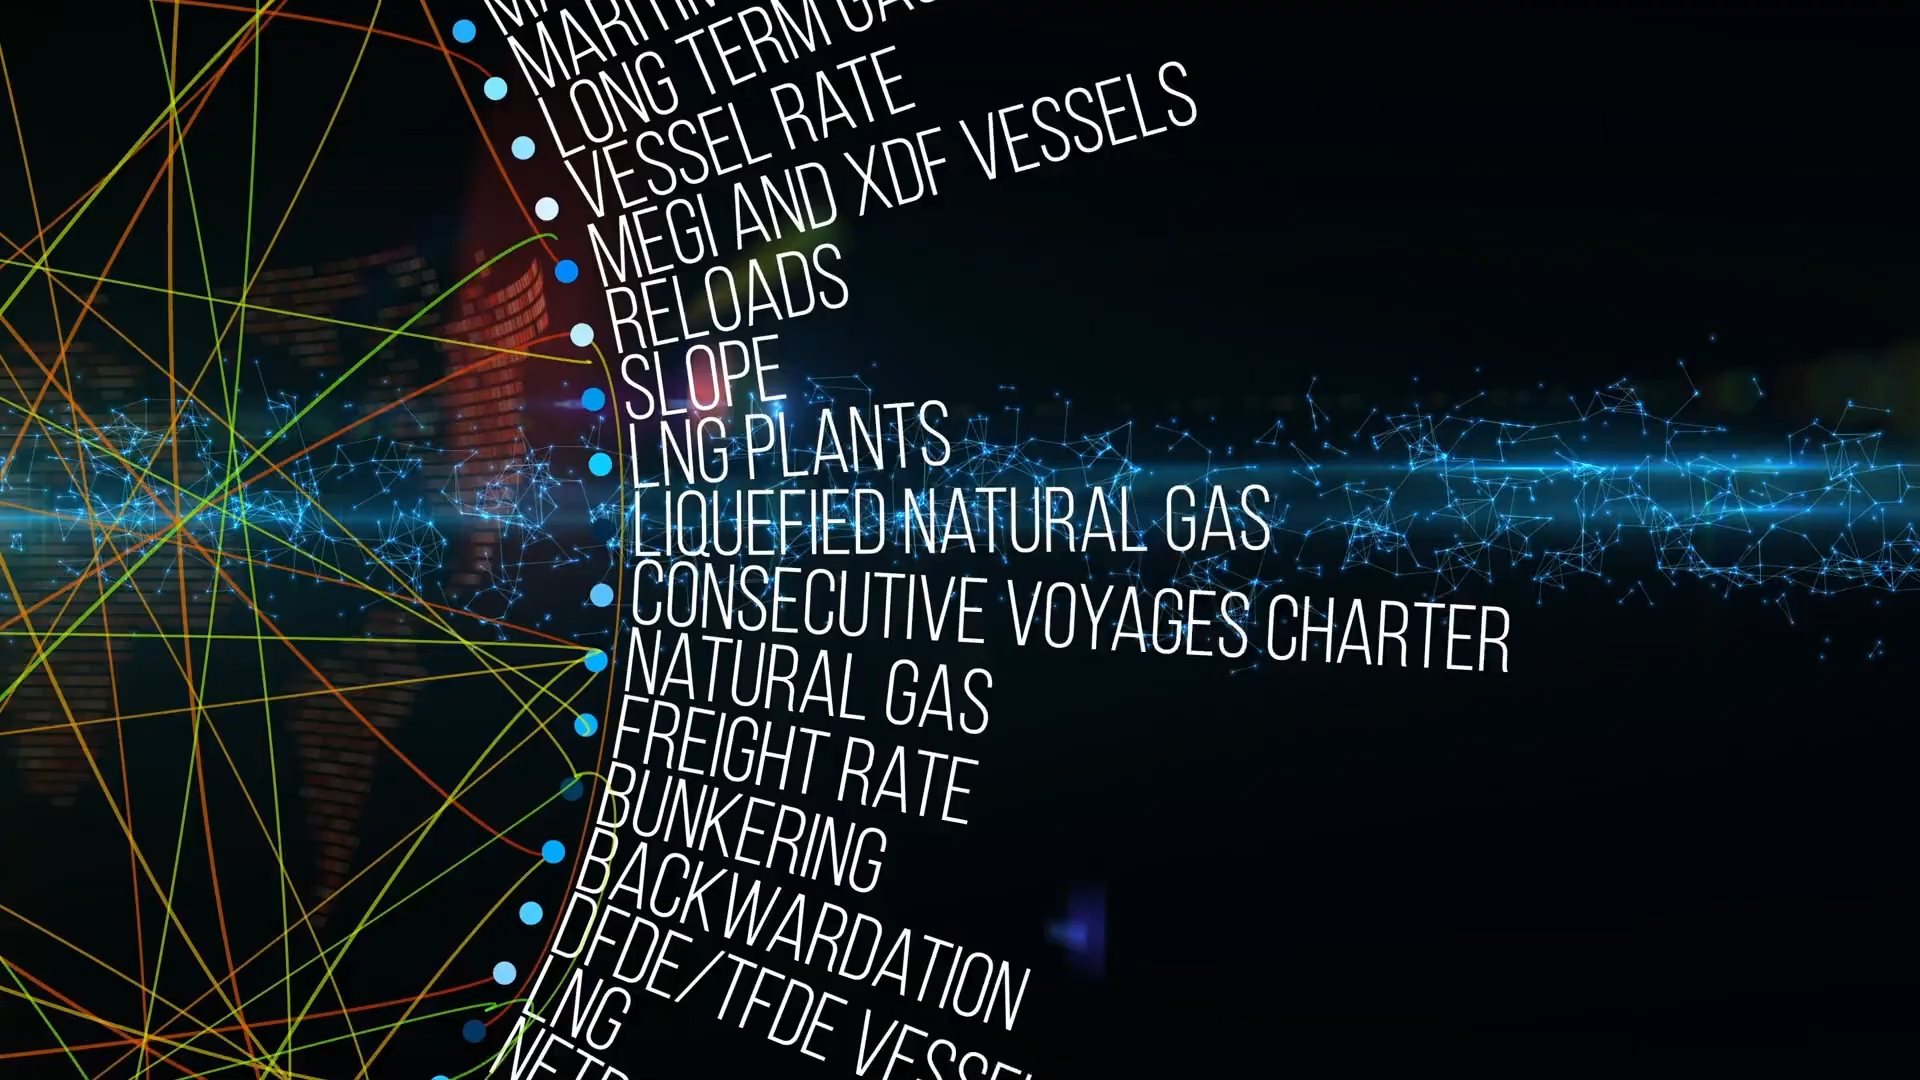 LONG TERM
VESSEL RATE
MEGI AND XDF VESSELS
RELOADS
SLOPE
LNG PLANTS
LIQUEFIED NATURAL GAS
CONSECUTIVE VOYAGES CHARTER
NATURAL GAS
FREIGHT RATE
BUNKERING
BACKWARDATION
DFDE/TFDE
LNG